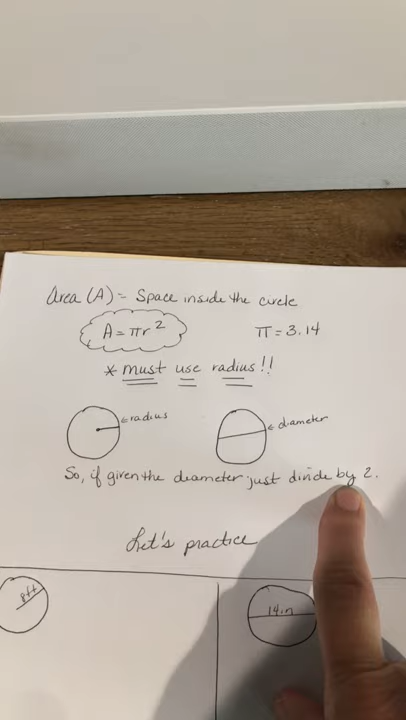 Area (A) = Space inside the circle
A = πr²
π = 3.14
* must use radius!!
radius
diameter
So, if given the diameter just divide by 2.
Let's practice
8ft
14in